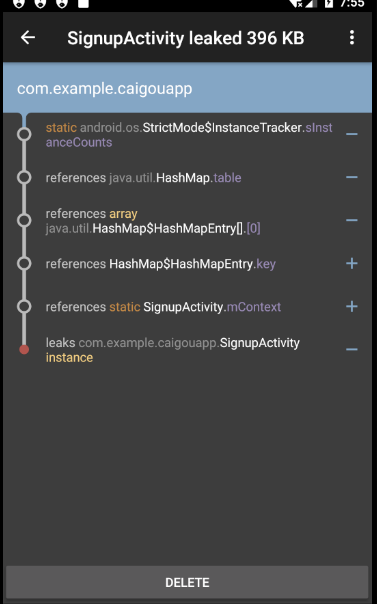 7:55
SignupActivity leaked 396 KB
com.example.caigouapp
static android.os.StrictMode$InstanceTracker.sInst
anceCounts
references java.util.HashMap.table
references array
java.util.HashMap$HashMapEntry[].[0]
references HashMap$HashMapEntry.key
references static SignupActivity.mContext
leaks com.example.caigouapp.SignupActivity
instance
DELETE